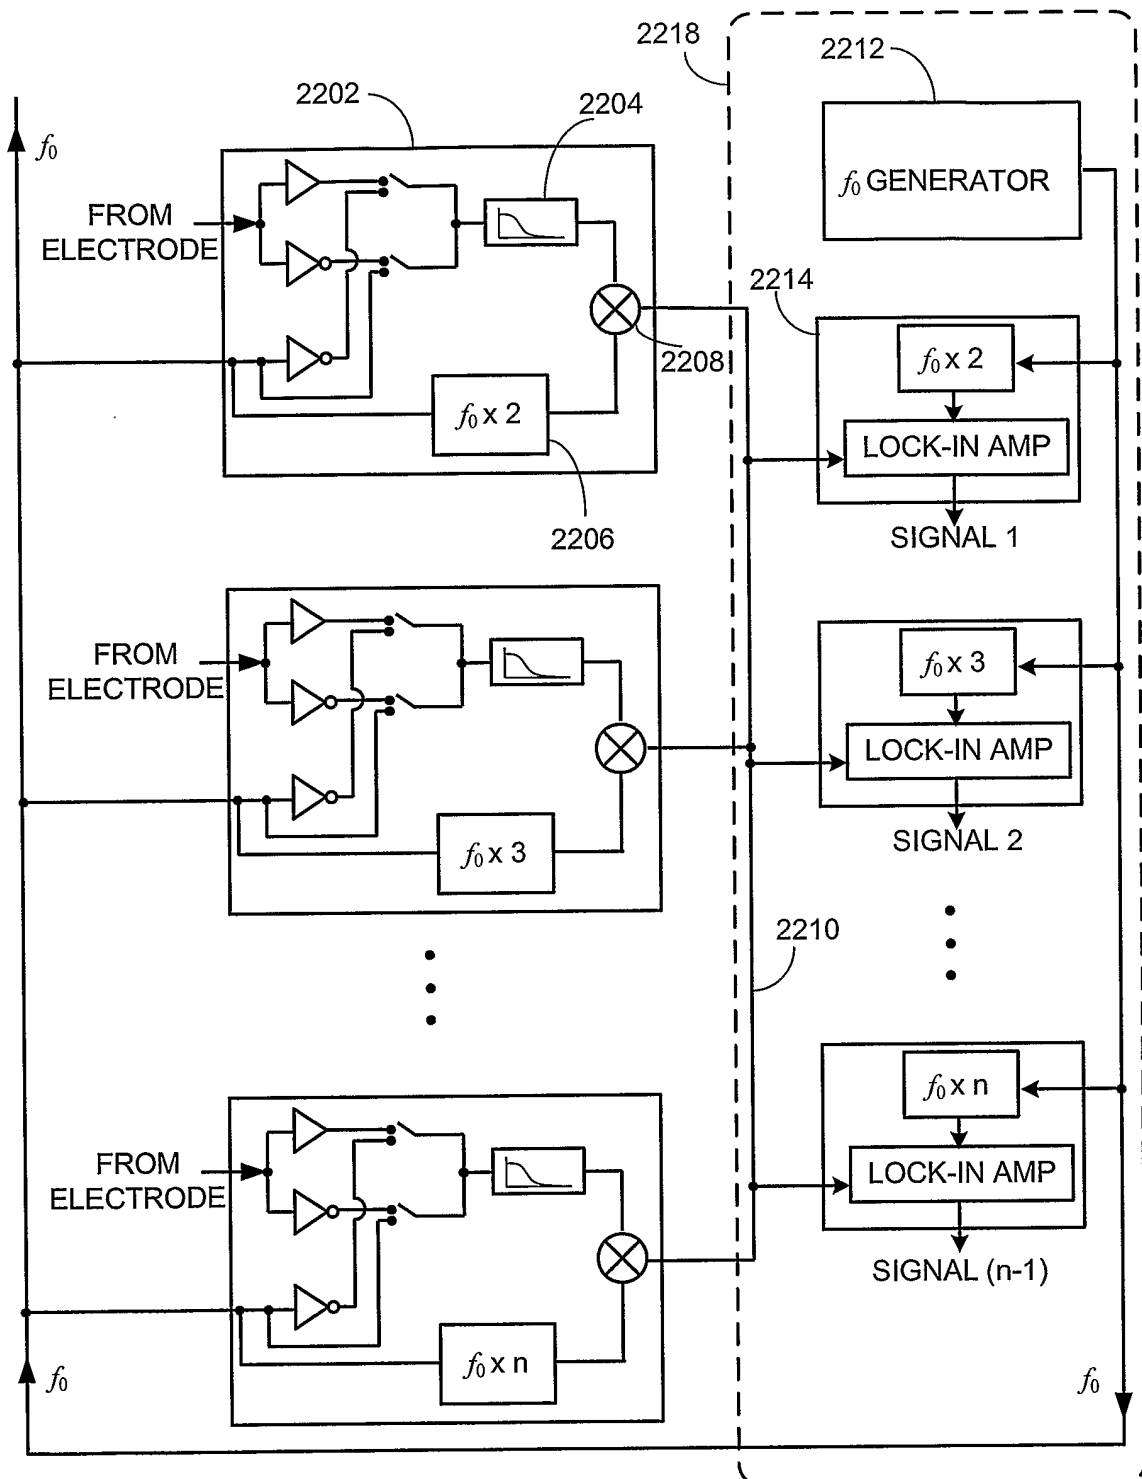 2218
2212
2202
2204
f₀
f₀ GENERATOR
FROM
ELECTRODE
2214
f₀ x 2
2208
f₀ x 2
LOCK-IN AMP
2206
SIGNAL 1
FROM
ELECTRODE
f₀ x 3
LOCK-IN AMP
f₀ x 3
SIGNAL 2
2210
f₀ x n
FROM
ELECTRODE
LOCK-IN AMP
SIGNAL (n-1)
f₀ x n
f₀
f₀